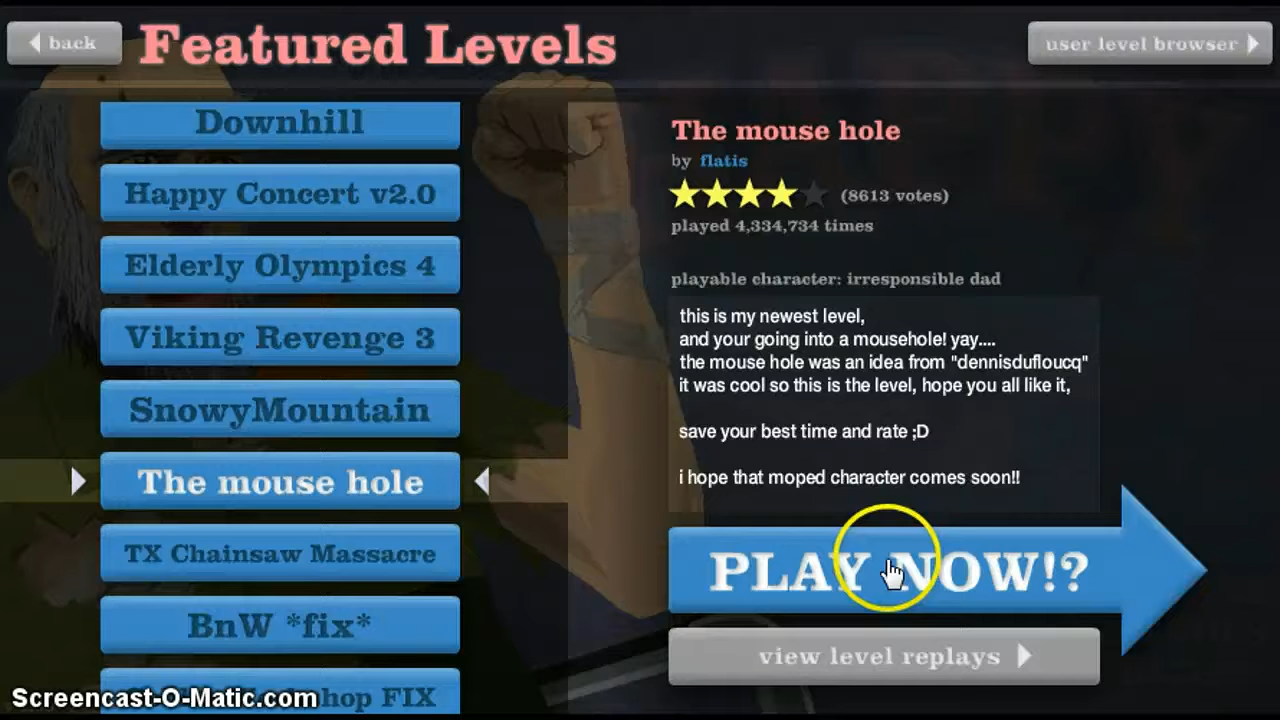 back
Featured Levels
user level browser
Downhill
Happy Concert v2.0
Elderly Olympics 4
Viking Revenge 3
SnowyMountain
The mouse hole
TX Chainsaw Massacre
BnW *fix*
hop FIX
The mouse hole
by flatis
(8613 votes)
played 4,334,734 times
playable character: irresponsible dad
this is my newest level,
and your going into a mousehole! yay....
the mouse hole was an idea from "dennisdufloucq"
it was cool so this is the level, hope you all like it,
save your best time and rate ;D
i hope that moped character comes soon!!
PLAY NOW!?
view level replays
Screencast-O-Matic.com